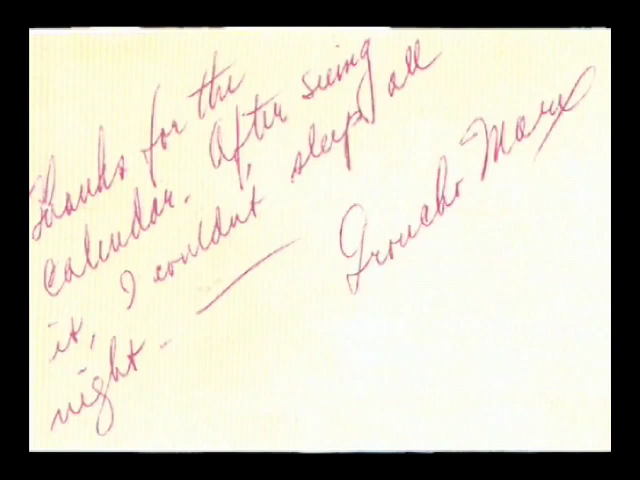 Thanks for the
calendar. After seeing
it, I couldn't sleep all
night. —
Groucho Marx